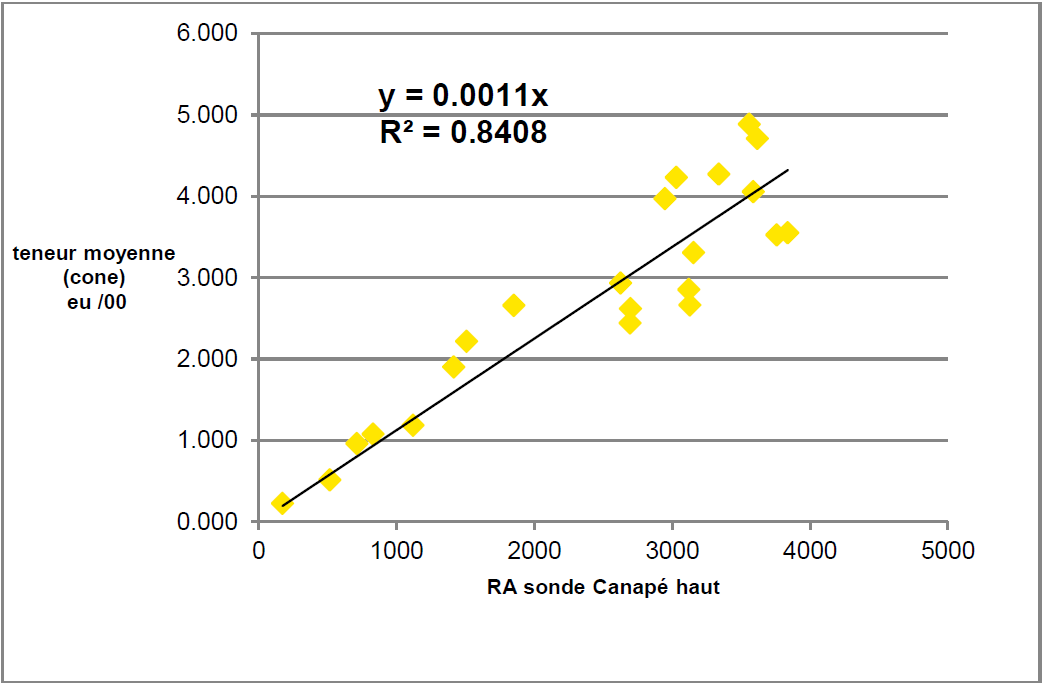 6.000
y = 0.0011x
5.000
R² = 0.8408
4.000
teneur moyenne
(cone)
eu /00
3.000
2.000
1.000
0.000
0 1000 2000 3000 4000 5000
RA sonde Canapé haut